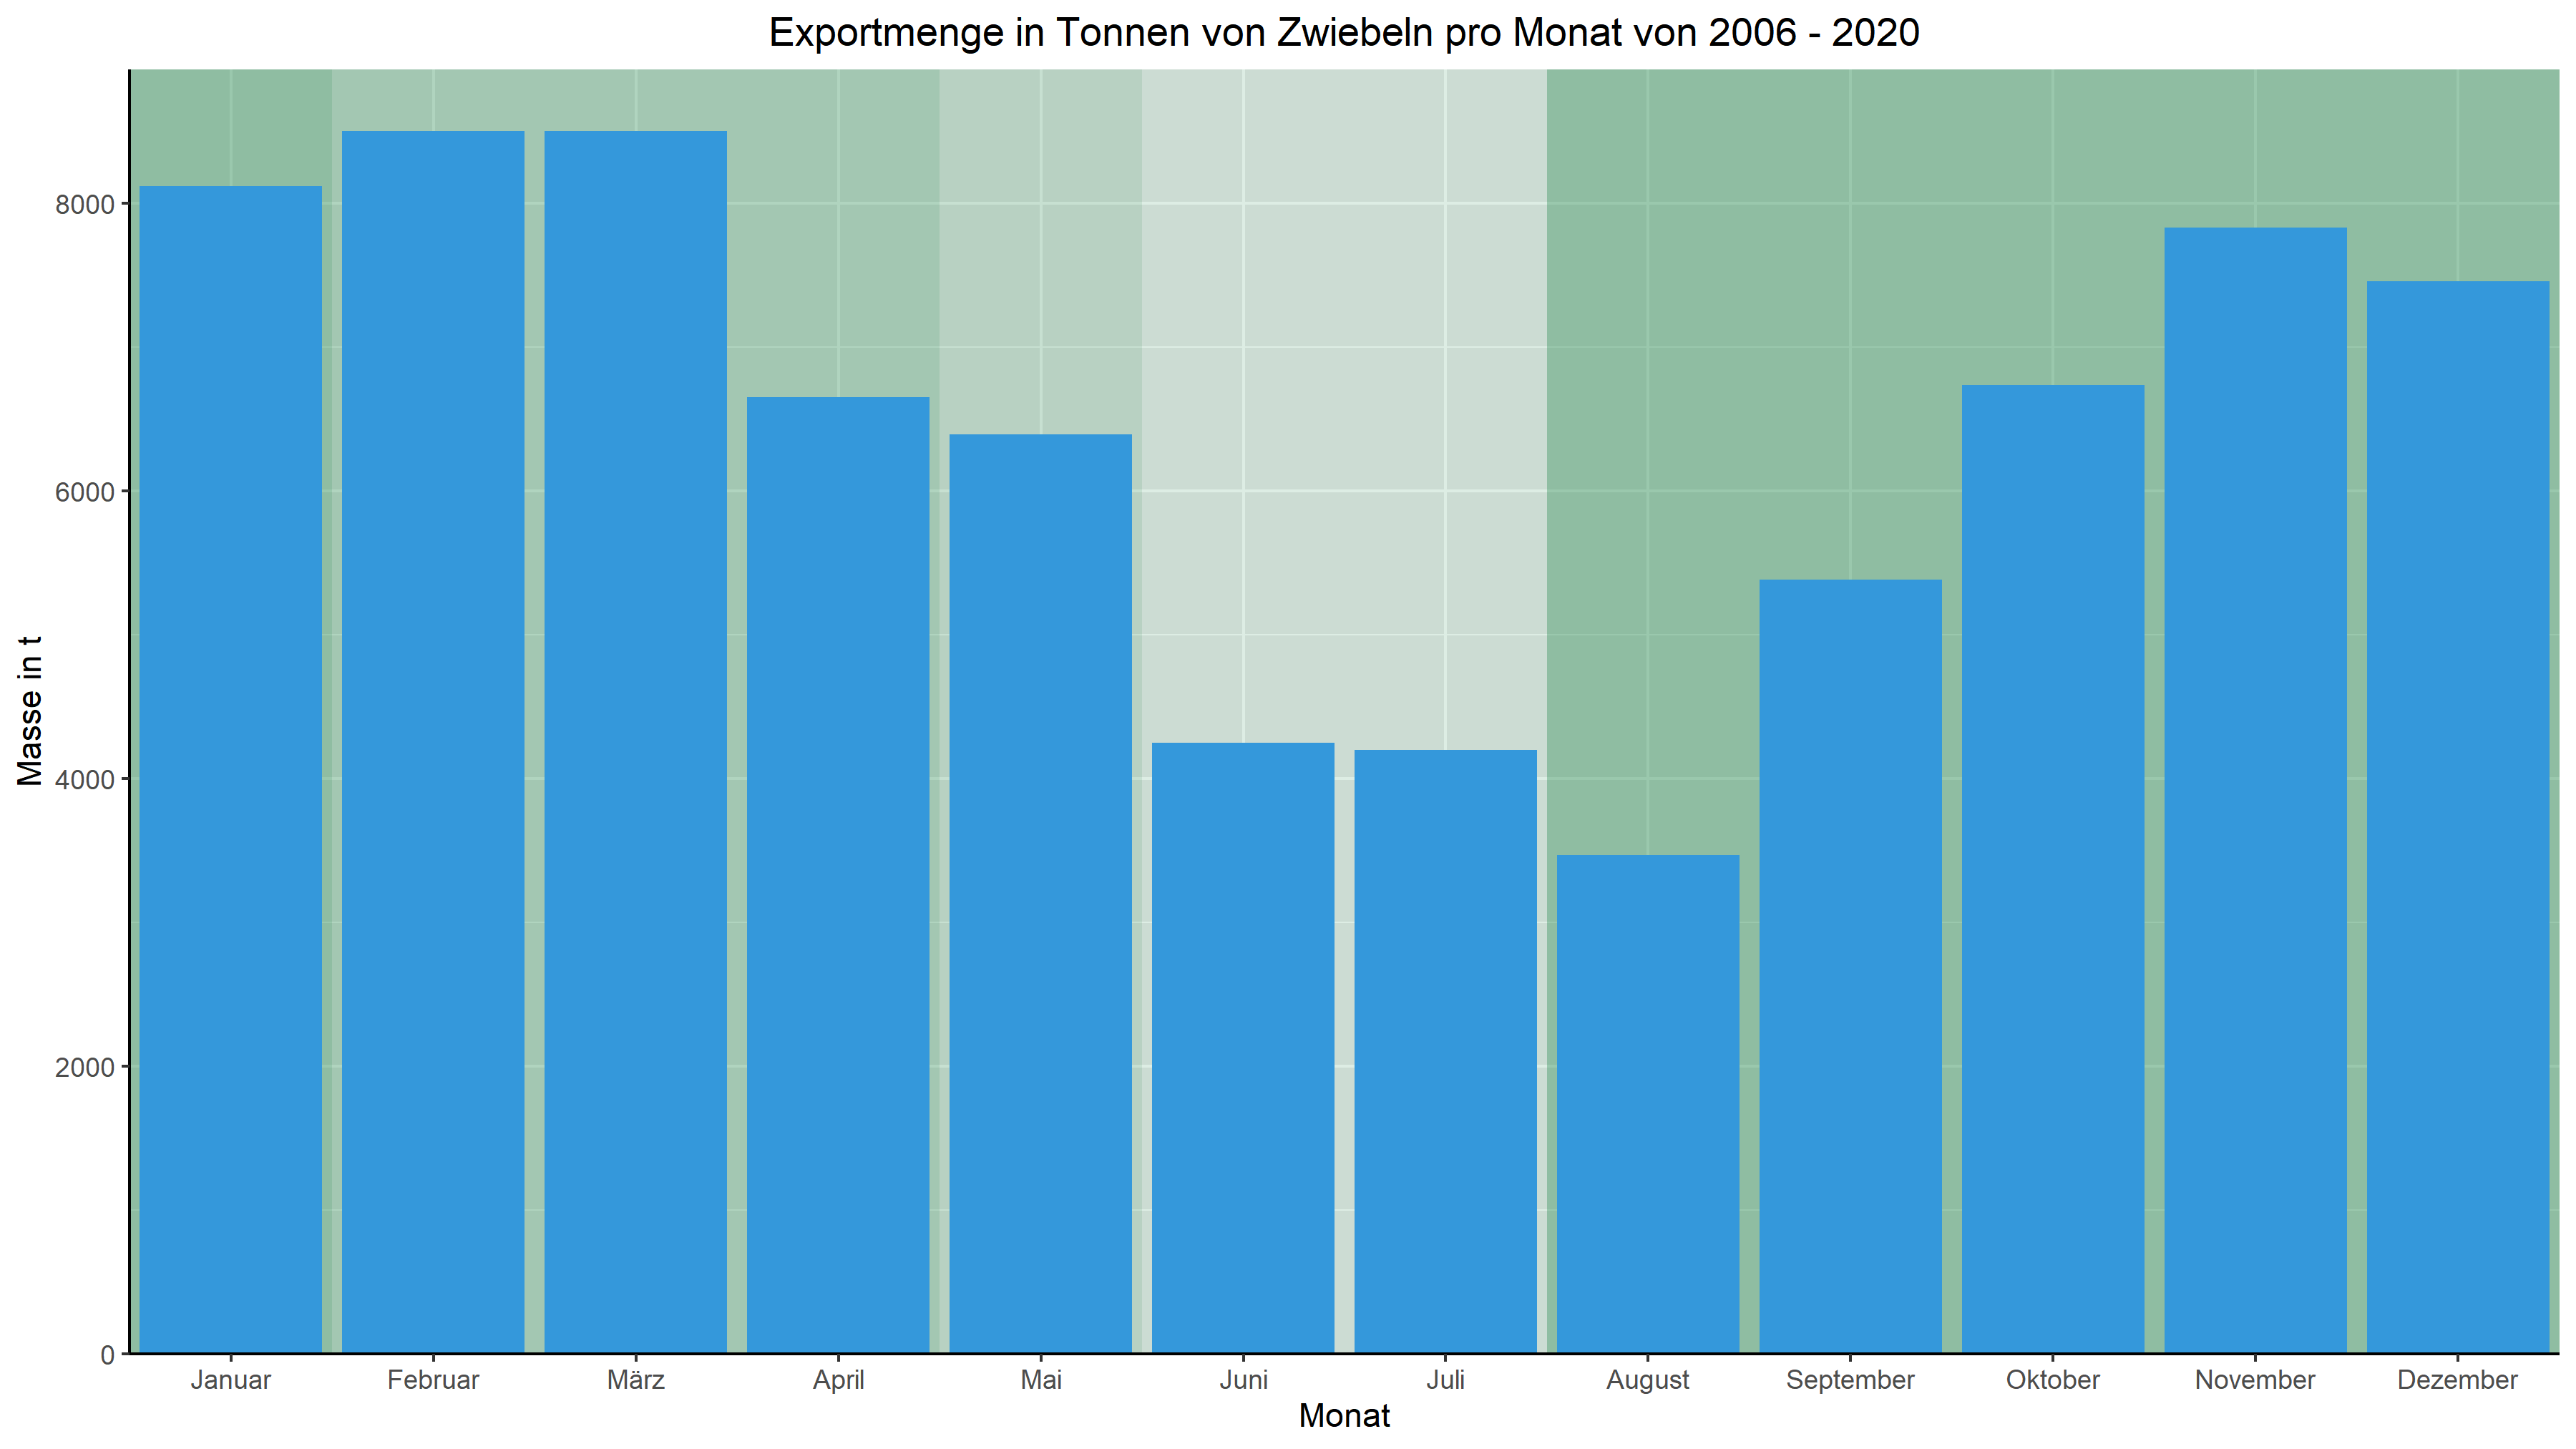 Exportmenge in Tonnen von Zwiebeln pro Monat von 2006 - 2020
Masse in t
8000
6000
4000
2000
0
Januar Februar März April Mai Juni Juli August September Oktober November Dezember
Monat